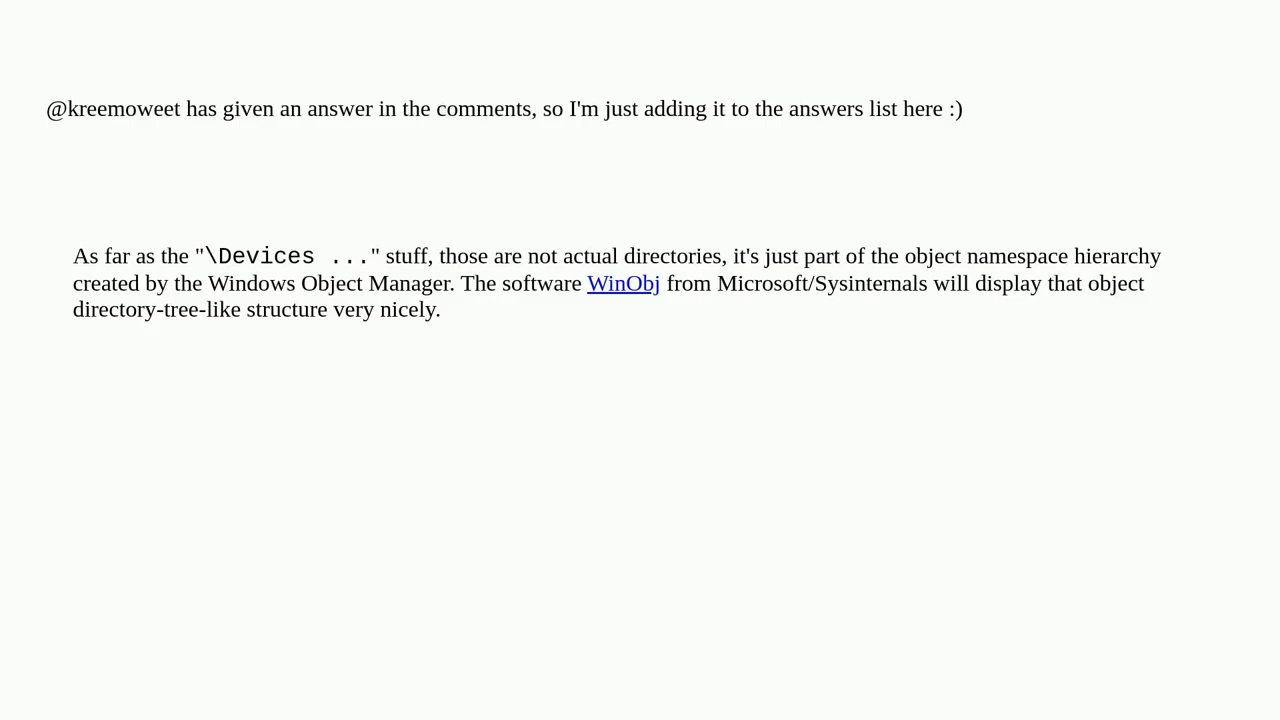 @kreemoweet has given an answer in the comments, so I'm just adding it to the answers list here :)
As far as the "\Devices ..." stuff, those are not actual directories, it's just part of the object namespace hierarchy
created by the Windows Object Manager. The software WinObj from Microsoft/Sysinternals will display that object
directory-tree-like structure very nicely.